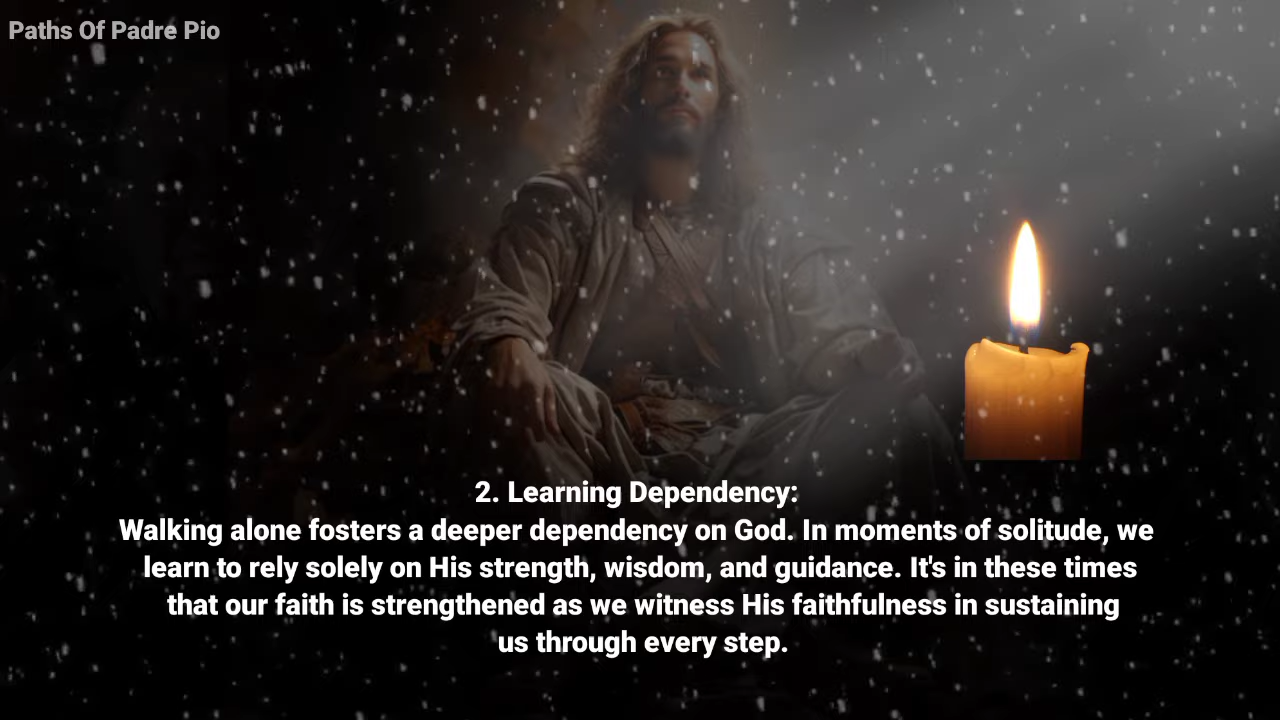 Paths Of Padre Pio
2. Learning Dependency:
Walking alone fosters a deeper dependency on God. In moments of solitude, we
learn to rely solely on His strength, wisdom, and guidance. It's in these times
that our faith is strengthened as we witness His faithfulness in sustaining
us through every step.